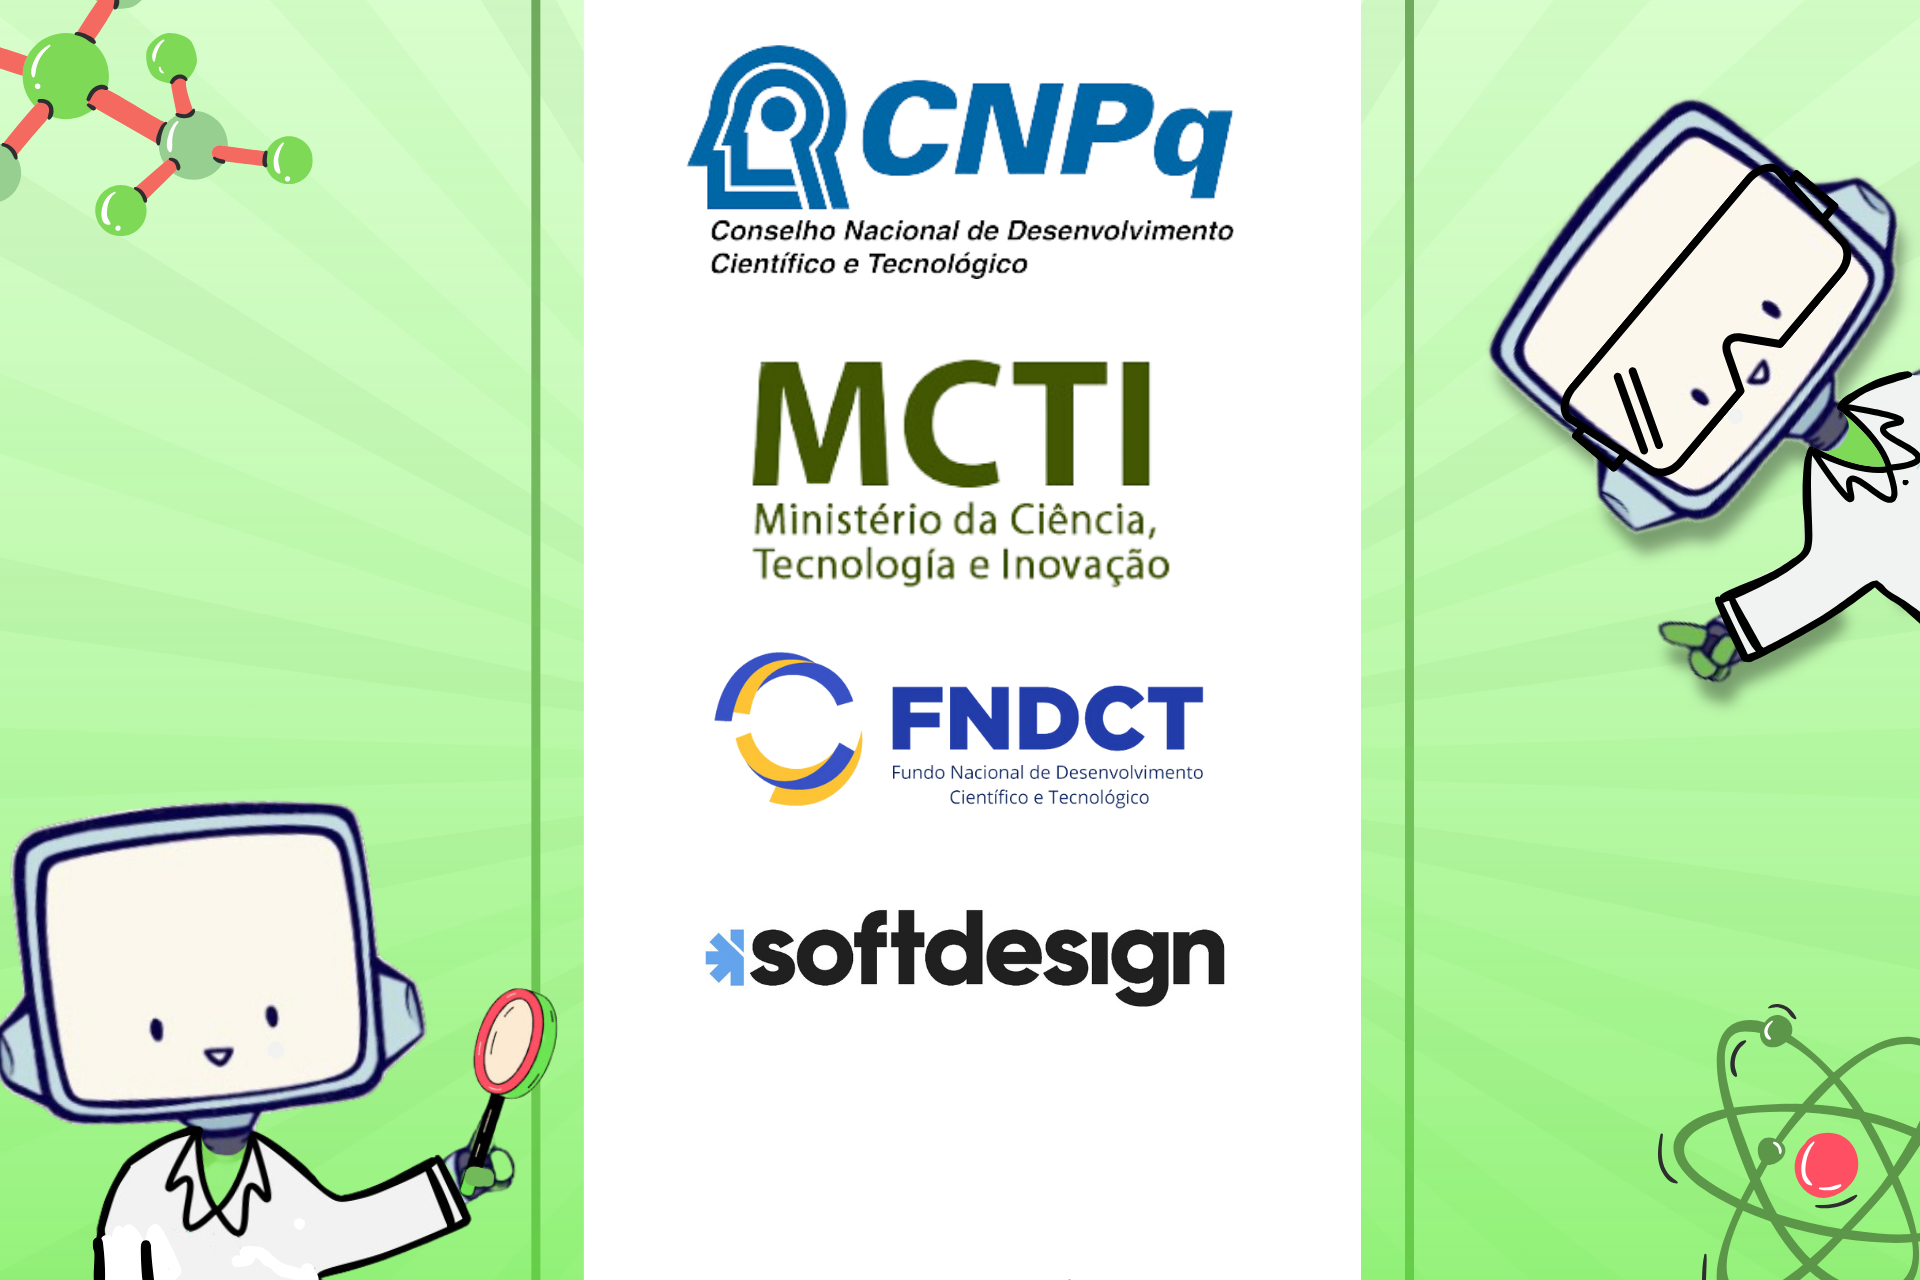 CNPq
Conselho Nacional de Desenvolvimento
Científico e Tecnológico
MCTI
Ministério da Ciência,
Tecnología e Inovação
FNDCT
Fundo Nacional de Desenvolvimento
Científico e Tecnológico
softdesign